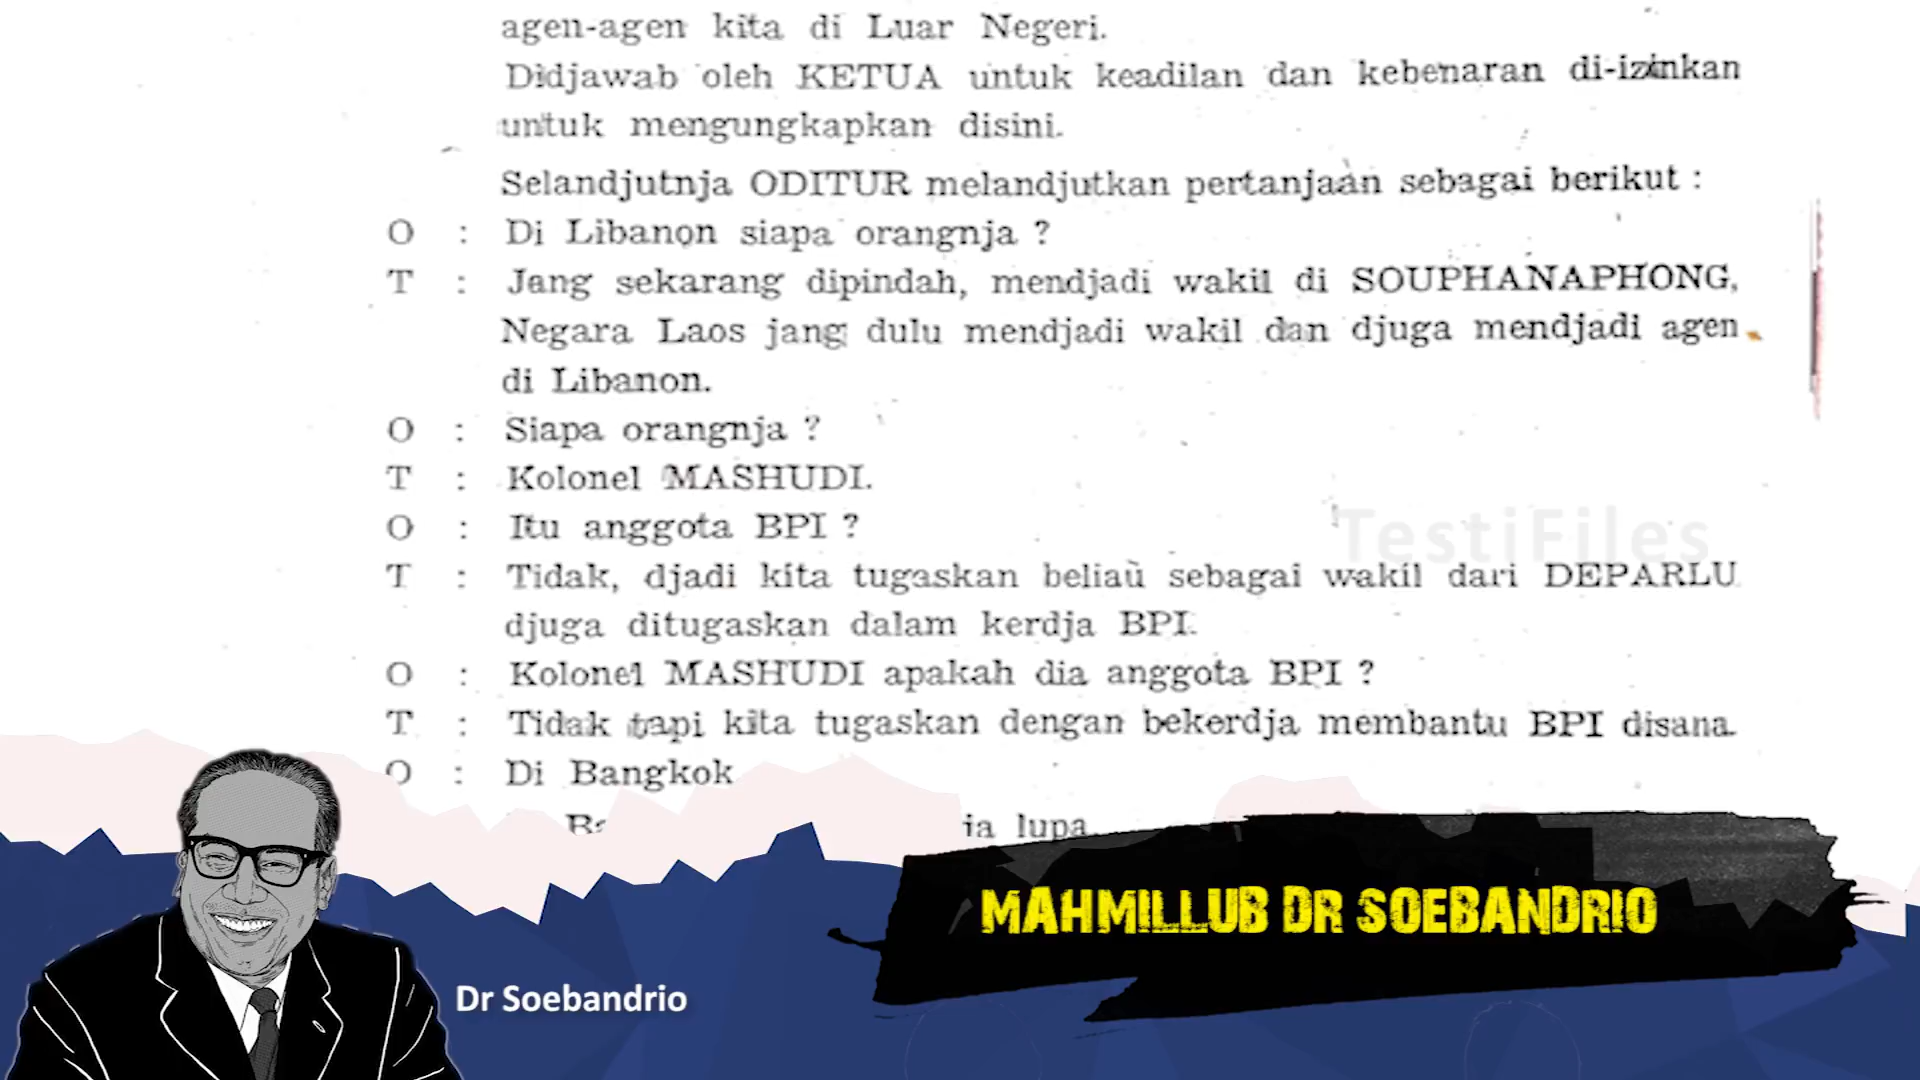 agen-agen kita di Luar Negeri.
Didjawab oleh KETUA untuk keadilan dan kebenaran di-izinkan
untuk mengungkapkan disini.
Selandjutnja ODITUR melandjutkan pertanjaan sebagai berikut :
O : Di Libanon siapa orangnja ?
T : Jang sekarang dipindah, mendjadi wakil di SOUPHANAPHONG,
Negara Laos jang dulu mendjadi wakil dan djuga mendjadi agen
di Libanon.
O : Siapa orangnja ?
T : Kolonel MASHUDI.
O : Itu anggota BPI ?
TestiFiles
T : Tidak, djadi kita tugaskan beliau sebagai wakil dari DEPARLU
djuga ditugaskan dalam kerdja BPI.
O : Kolonel MASHUDI apakah dia anggota BPI ?
T : Tidak tapi kita tugaskan dengan bekerdja membantu BPI disana.
O : Di Bangkok
lupa
MAHMILLUB DR SOEBANDRIO
Dr Soebandrio